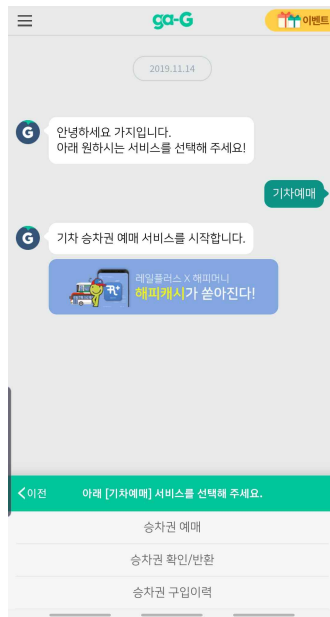 ga-G
이벤트
2019.11.14
G
안녕하세요 가지입니다.
아래 원하시는 서비스를 선택해 주세요!
기차예매
G
기차 승차권 예매 서비스를 시작합니다.
레일플러스 X 해피머니
R+
해피캐시가 쏟아진다!
이전
아래 [기차예매] 서비스를 선택해 주세요.
승차권 예매
승차권 확인/반환
승차권 구입이력